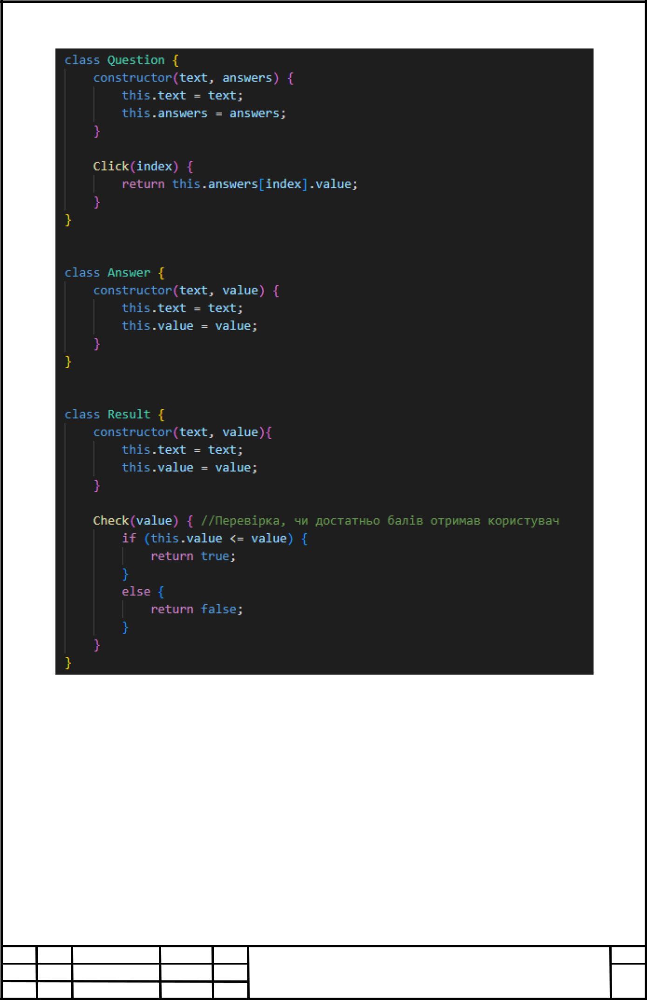 class Question {
    constructor(text, answers) {
        this.text = text;
        this.answers = answers;
    }
    Click(index) {
        return this.answers[index].value;
    }
}
class Answer {
    constructor(text, value) {
        this.text = text;
        this.value = value;
    }
}
class Result {
    constructor(text, value){
        this.text = text;
        this.value = value;
    }
    Check(value) { //Перевірка, чи достатньо балів отримав користувач
        if (this.value <= value) {
            return true;
        }
        else {
            return false;
        }
    }
}